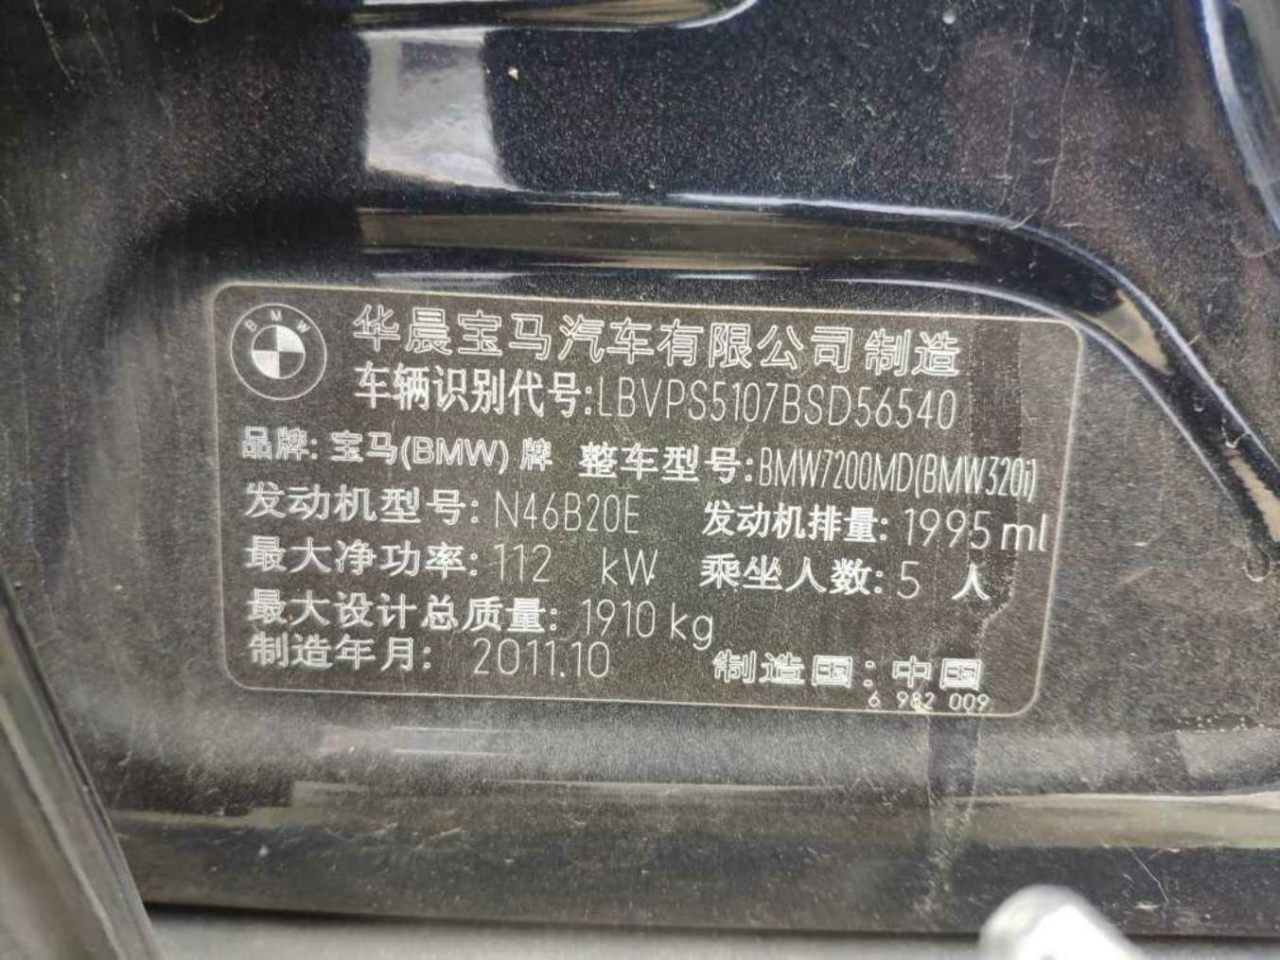 BMW
华晨宝马汽车有限公司制造
车辆识别代号:LBVPS5107BSD56540
品牌: 宝马(BMW) 牌 整车型号:BMW7200MD(BMW320i)
发动机型号: N46B20E 发动机排量: 1995 ml
最大净功率: 112 kW 乘坐人数: 5 人
最大设计总质量: 1910 kg
制造年月: 2011.10 制造国: 中国
6 982 009